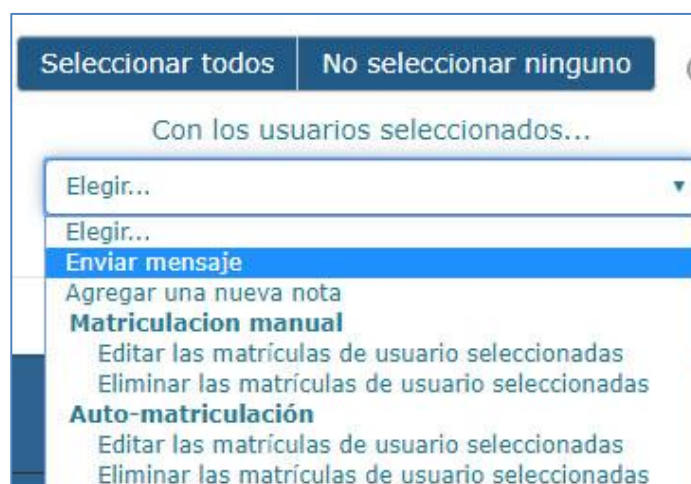 Seleccionar todos No seleccionar ninguno
Con los usuarios seleccionados...
Elegir...
Elegir...
Enviar mensaje
Agregar una nueva nota
Matriculacion manual
Editar las matrículas de usuario seleccionadas
Eliminar las matrículas de usuario seleccionadas
Auto-matriculación
Editar las matrículas de usuario seleccionadas
Eliminar las matrículas de usuario seleccionadas